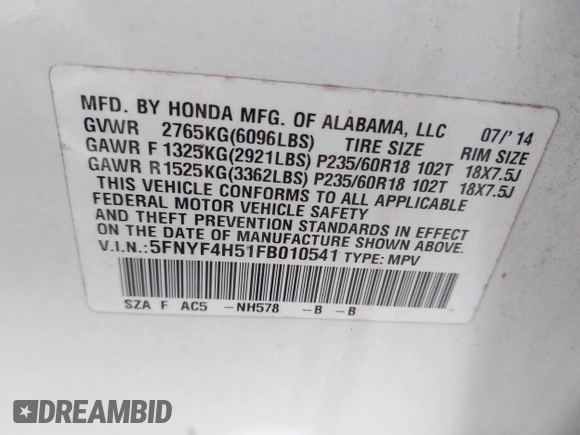 MFD. BY HONDA MFG. OF ALABAMA, LLC 07/'14
GVWR 2765KG(6096LBS) TIRE SIZE RIM SIZE
GAWR F 1325KG(2921LBS) P235/60R18 102T 18X7.5J
GAWR R 1525KG(3362LBS) P235/60R18 102T 18X7.5J
THIS VEHICLE CONFORMS TO ALL APPLICABLE
FEDERAL MOTOR VEHICLE SAFETY
AND THEFT PREVENTION STANDARDS IN EFFECT
ON THE DATE OF MANUFACTURE SHOWN ABOVE.
V.I.N.:5FNYF4H51FB010541 TYPE: MPV
SZA F AC5 -NH578 -B -B
DREAMBID